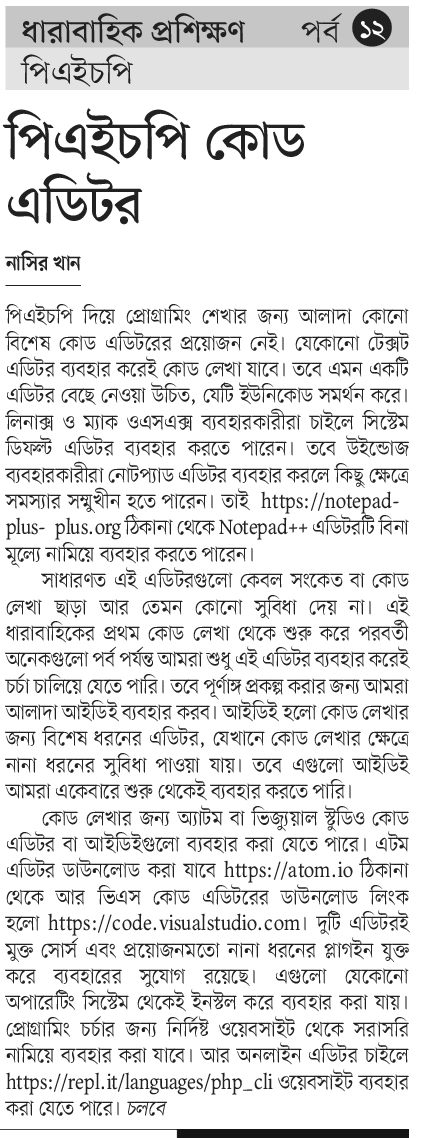 ধারাবাহিক প্রশিক্ষণ পর্ব ১২
পিএইচপি
পিএইচপি কোড
এডিটর
নাসির খান
পিএইচপি দিয়ে প্রোগ্রামিং শেখার জন্য আলাদা কোনো
বিশেষ কোড এডিটরের প্রয়োজন নেই। যেকোনো টেক্সট
এডিটর ব্যবহার করেই কোড লেখা যাবে। তবে এমন একটি
এডিটর বেছে নেওয়া উচিত, যেটি ইউনিকোড সমর্থন করে।
লিনাক্স ও ম্যাক ওএসএক্স ব্যবহারকারীরা চাইলে সিস্টেম
ডিফল্ট এডিটর ব্যবহার করতে পারেন। তবে উইন্ডোজ
ব্যবহারকারীরা নোটপ্যাড এডিটর ব্যবহার করলে কিছু ক্ষেত্রে
সমস্যার সম্মুখীন হতে পারেন। তাই https://notepad-
plus- plus.org ঠিকানা থেকে Notepad++ এডিটরটি বিনা
মূল্যে নামিয়ে ব্যবহার করতে পারেন।
সাধারণত এই এডিটরগুলো কেবল সংকেত বা কোড
লেখা ছাড়া আর তেমন কোনো সুবিধা দেয় না। এই
ধারাবাহিকের প্রথম কোড লেখা থেকে শুরু করে পরবর্তী
অনেকগুলো পর্ব পর্যন্ত আমরা শুধু এই এডিটর ব্যবহার করেই
চর্চা চালিয়ে যেতে পারি। তবে পূর্ণাঙ্গ প্রকল্প করার জন্য আমরা
আলাদা আইডিই ব্যবহার করব। আইডিই হলো কোড লেখার
জন্য বিশেষ ধরনের এডিটর, যেখানে কোড লেখার ক্ষেত্রে
নানা ধরনের সুবিধা পাওয়া যায়। তবে এগুলো আইডিই
আমরা একেবারে শুরু থেকেই ব্যবহার করতে পারি।
কোড লেখার জন্য অ্যাটম বা ভিজ্যুয়াল স্টুডিও কোড
এডিটর বা আইডিইগুলো ব্যবহার করা যেতে পারে। এটম
এডিটর ডাউনলোড করা যাবে https://atom.io ঠিকানা
থেকে আর ভিএস কোড এডিটরের ডাউনলোড লিংক
হলো https://code.visualstudio.com। দুটি এডিটরই
মুক্ত সোর্স এবং প্রয়োজনমতো নানা ধরনের প্লাগইন যুক্ত
করে ব্যবহারের সুযোগ রয়েছে। এগুলো যেকোনো
অপারেটিং সিস্টেম থেকেই ইনস্টল করে ব্যবহার করা যায়।
প্রোগ্রামিং চর্চার জন্য নির্দিষ্ট ওয়েবসাইট থেকে সরাসরি
নামিয়ে ব্যবহার করা যাবে। আর অনলাইন এডিটর চাইলে
https://repl.it/languages/php_cli ওয়েবসাইট ব্যবহার
করা যেতে পারে। চলবে